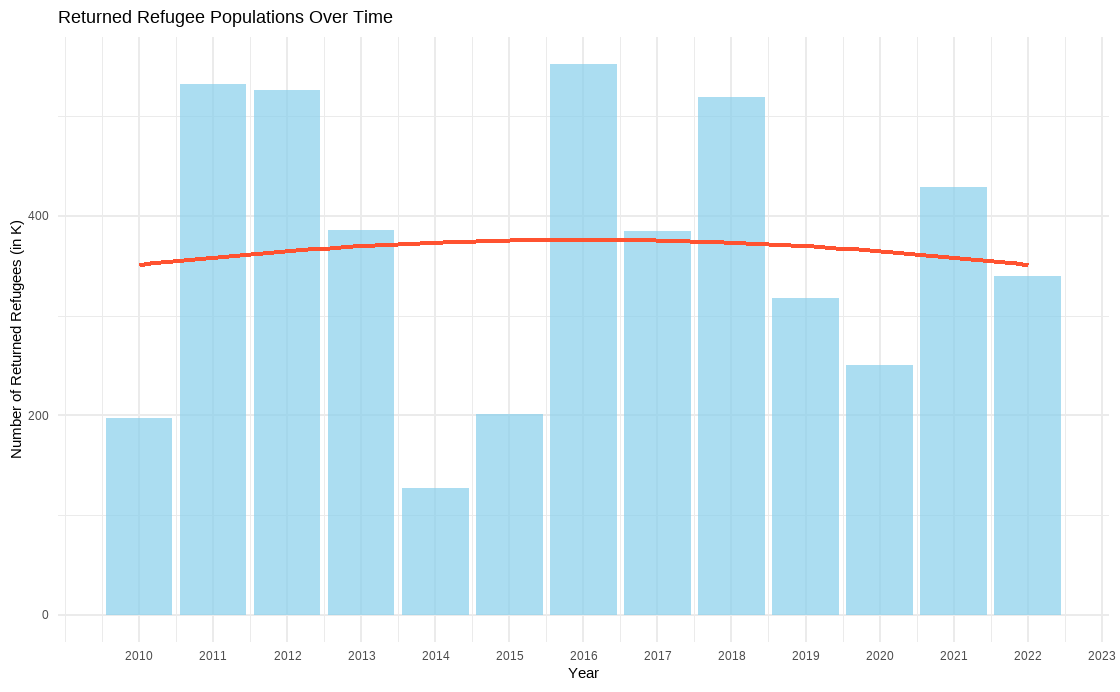 Returned Refugee Populations Over Time
Number of Returned Refugees (in K)
400
200
0
2010 2011 2012 2013 2014 2015 2016 2017 2018 2019 2020 2021 2022 2023
Year